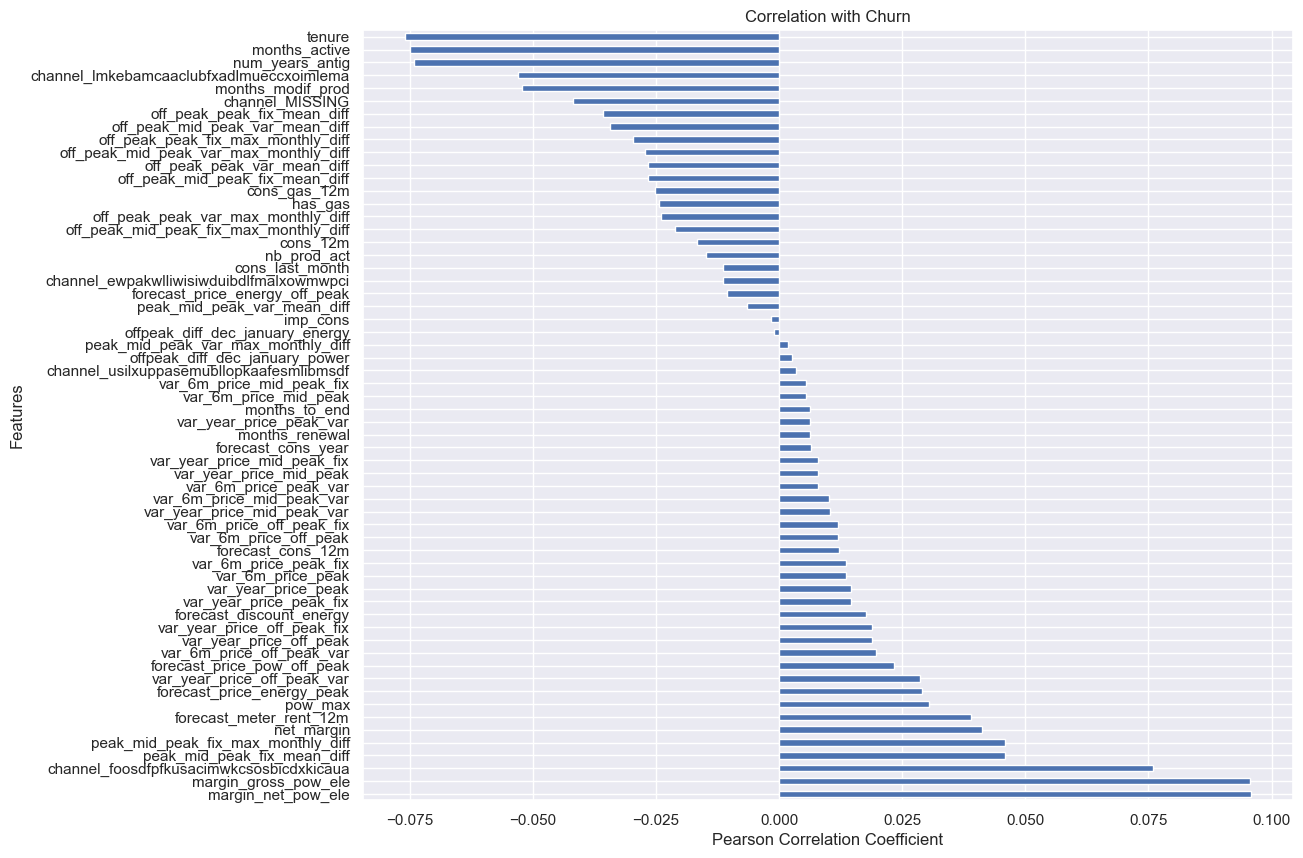 Correlation with Churn
tenure
months_active
num_years_antig
channel_lmkebamcaaclubfxadlmueccxoimlema
months_modif_prod
channel_MISSING
off_peak_peak_fix_mean_diff
off_peak_mid_peak_var_mean_diff
off_peak_peak_fix_max_monthly_diff
off_peak_mid_peak_var_max_monthly_diff
off_peak_peak_var_mean_diff
off_peak_mid_peak_fix_mean_diff
cons_gas_12m
has_gas
off_peak_peak_var_max_monthly_diff
off_peak_mid_peak_fix_max_monthly_diff
cons_12m
nb_prod_act
cons_last_month
channel_ewpakwlliwisiwduibdlfmalxowmwpci
forecast_price_energy_off_peak
peak_mid_peak_var_mean_diff
imp_cons
offpeak_diff_dec_january_energy
peak_mid_peak_var_max_monthly_diff
offpeak_diff_dec_january_power
channel_usilxuppasemubllopkaafesmlibmsdf
var_6m_price_mid_peak_fix
var_6m_price_mid_peak
months_to_end
var_year_price_peak_var
months_renewal
forecast_cons_year
var_year_price_mid_peak_fix
var_year_price_mid_peak
var_6m_price_peak_var
var_6m_price_mid_peak_var
var_year_price_mid_peak_var
var_6m_price_off_peak_fix
var_6m_price_off_peak
forecast_cons_12m
var_6m_price_peak_fix
var_6m_price_peak
var_year_price_peak
var_year_price_peak_fix
forecast_discount_energy
var_year_price_off_peak_fix
var_year_price_off_peak
var_6m_price_off_peak_var
forecast_price_pow_off_peak
var_year_price_off_peak_var
forecast_price_energy_peak
pow_max
forecast_meter_rent_12m
net_margin
peak_mid_peak_fix_max_monthly_diff
peak_mid_peak_fix_mean_diff
channel_foosdfpfkusacimwkcsosbicdxkicaua
margin_gross_pow_ele
margin_net_pow_ele
Features
−0.075 −0.050 −0.025 0.000 0.025 0.050 0.075 0.100
Pearson Correlation Coefficient